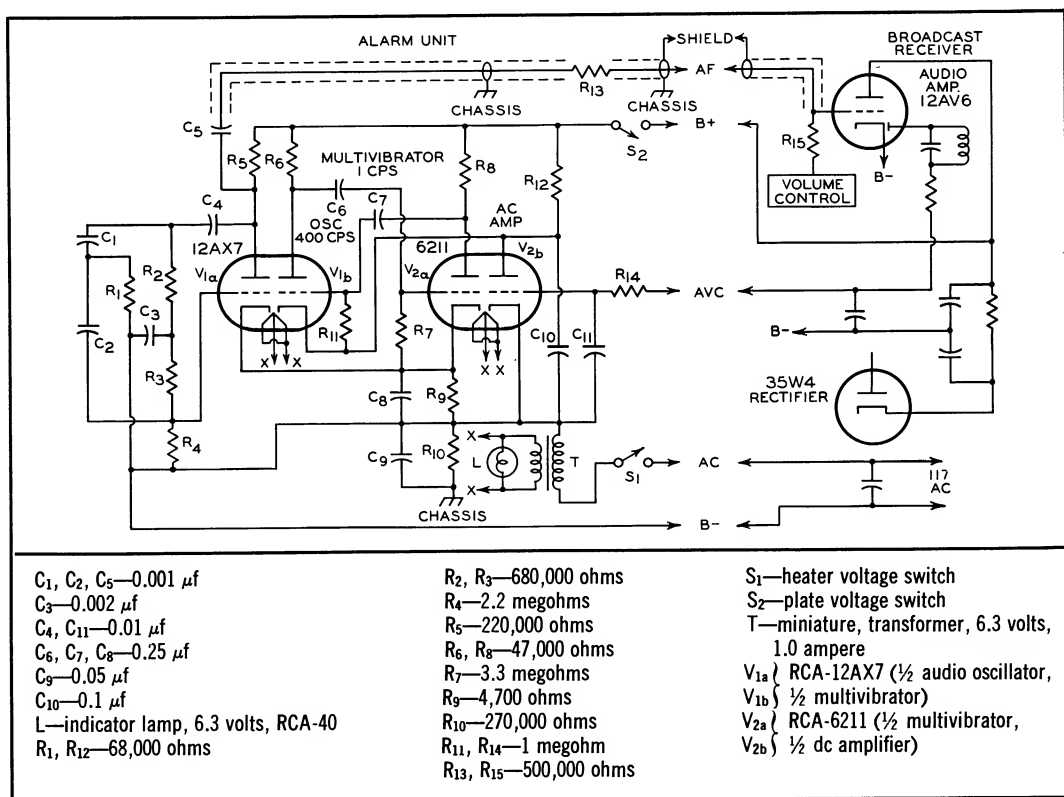 ALARM UNIT
SHIELD
BROADCAST
RECEIVER
AUDIO
AMP.
12AV6
R13
AF
CHASSIS
CHASSIS
C5
R5
R6
MULTIVIBRATOR
1 CPS
R8
S2
B+
R15
B-
R12
VOLUME
CONTROL
C4
C6
C7
OSC
400 CPS
AC
AMP
C1
12AX7
6211
R2
V1a
V1b
V2a
V2b
R14
AVC
R1
C3
R11
R7
C10
C11
B-
C2
X X
X X
R3
C8
R9
35W4
RECTIFIER
R4
C9
R10
X
L
T
S1
AC
117
AC
X
CHASSIS
B-
C1, C2, C5—0.001 μf
C3—0.002 μf
C4, C11—0.01 μf
C6, C7, C8—0.25 μf
C9—0.05 μf
C10—0.1 μf
L—indicator lamp, 6.3 volts, RCA-40
R1, R12—68,000 ohms
R2, R3—680,000 ohms
R4—2.2 megohms
R5—220,000 ohms
R6, R8—47,000 ohms
R7—3.3 megohms
R9—4,700 ohms
R10—270,000 ohms
R11, R14—1 megohm
R13, R15—500,000 ohms
S1—heater voltage switch
S2—plate voltage switch
T—miniature, transformer, 6.3 volts,
1.0 ampere
V1a } RCA-12AX7 (½ audio oscillator,
V1b } ½ multivibrator)
V2a } RCA-6211 (½ multivibrator,
V2b } ½ dc amplifier)